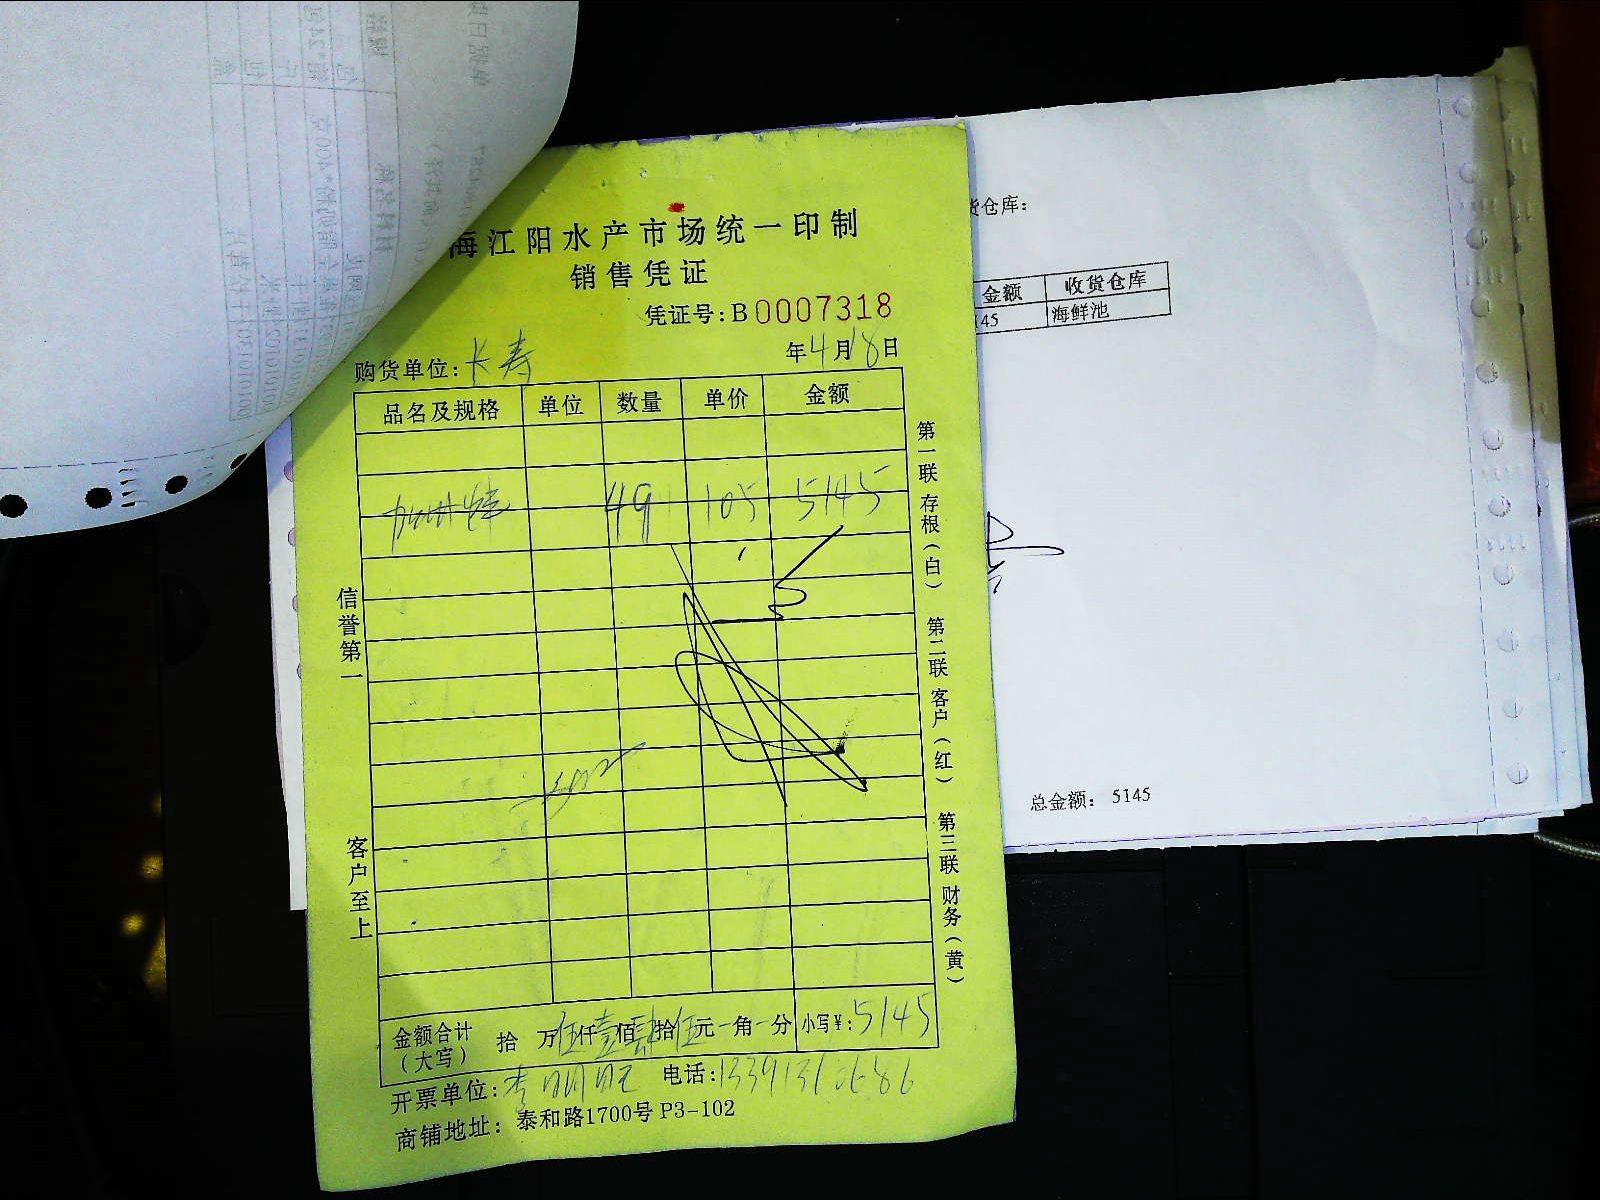 海江阳水产市场统一印制
销售凭证
凭证号:B0007318
购货单位:长寿
年4月18日
品名及规格 单位 数量 单价 金额
49 105 5145
金额合计(大写) 拾 万伍仟壹佰肆拾伍元-角-分 小写¥:5145
开票单位:
电话:13391310686
商铺地址:泰和路1700号P3-102
信誉第一
客户至上
第一联 存根(白) 第二联 客户(红) 第三联 财务(黄)
货仓库:
金额 收货仓库
145 海鲜池
总金额: 5145